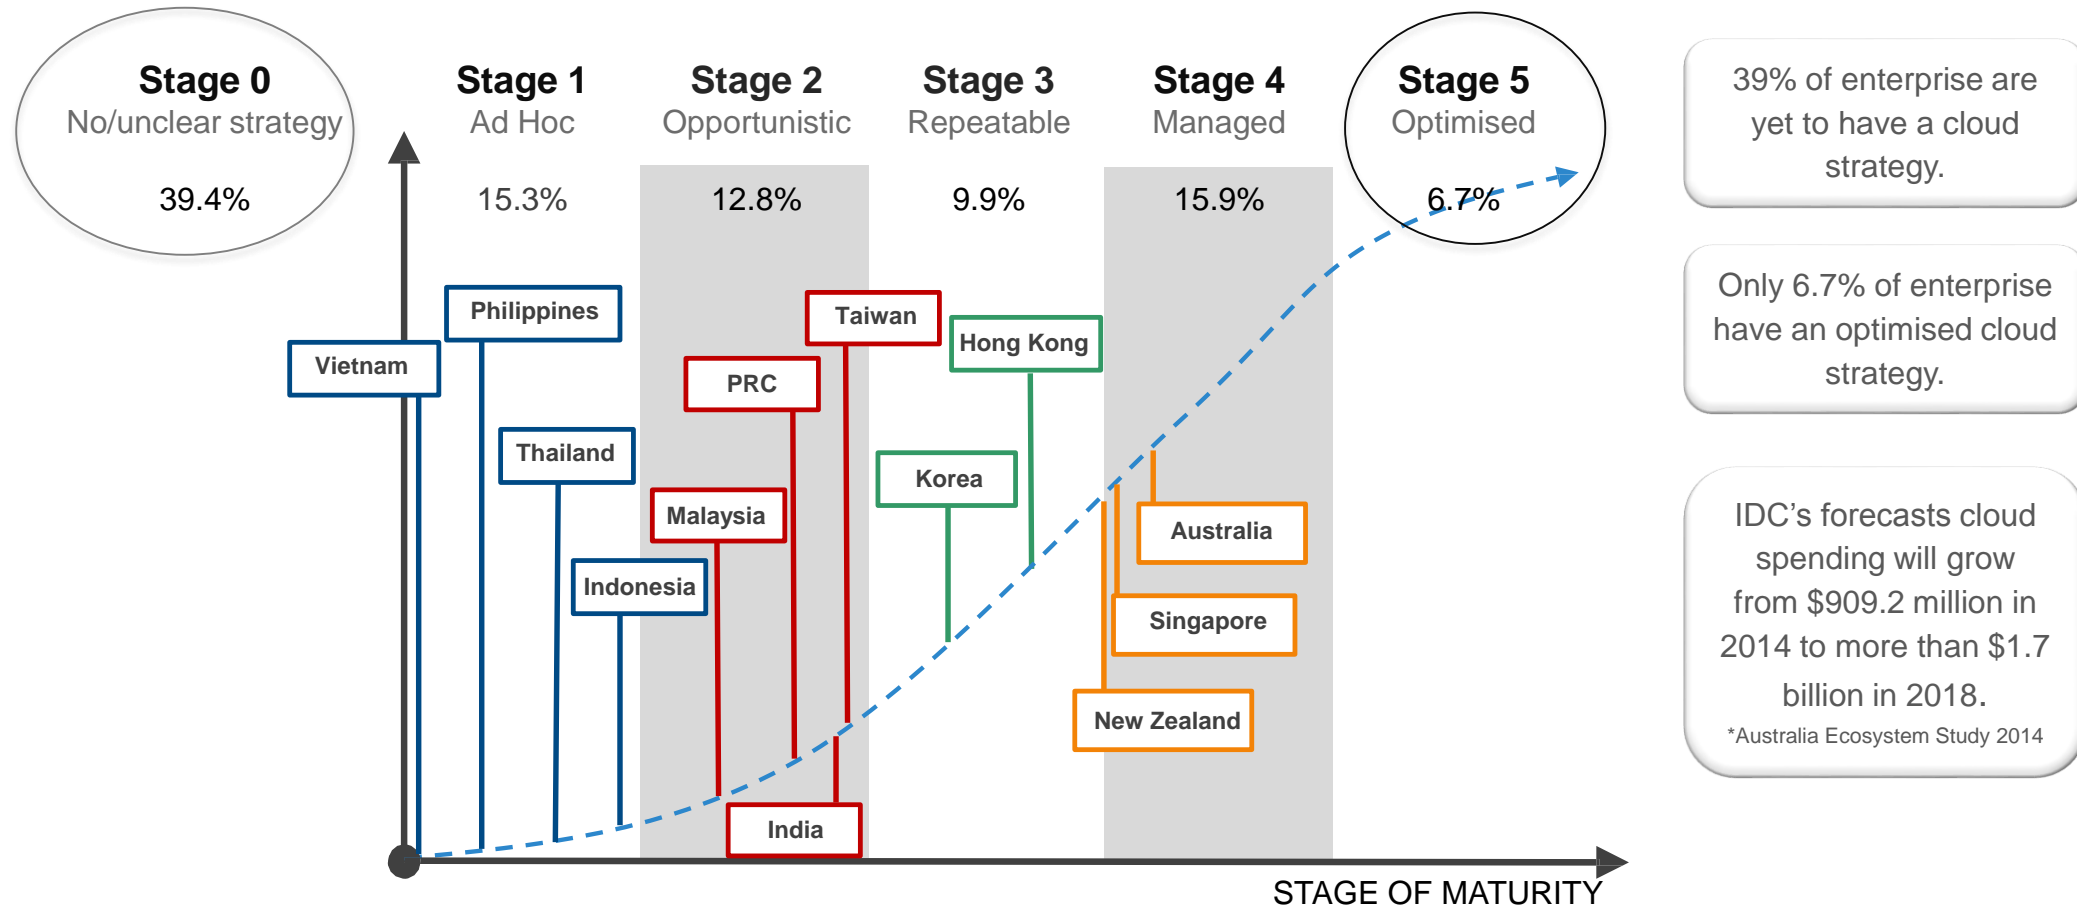 Stage 0
No/unclear strategy
39.4%
Stage 1
Ad Hoc
15.3%
Stage 2
Opportunistic
12.8%
Stage 3
Repeatable
9.9%
Stage 4
Managed
15.9%
Stage 5
Optimised
6.7%
Vietnam
Philippines
Thailand
Indonesia
Malaysia
PRC
Taiwan
India
Korea
Hong Kong
Australia
Singapore
New Zealand
STAGE OF MATURITY
39% of enterprise are
yet to have a cloud
strategy.
Only 6.7% of enterprise
have an optimised cloud
strategy.
IDC’s forecasts cloud
spending will grow
from $909.2 million in
2014 to more than $1.7
billion in 2018.
*Australia Ecosystem Study 2014